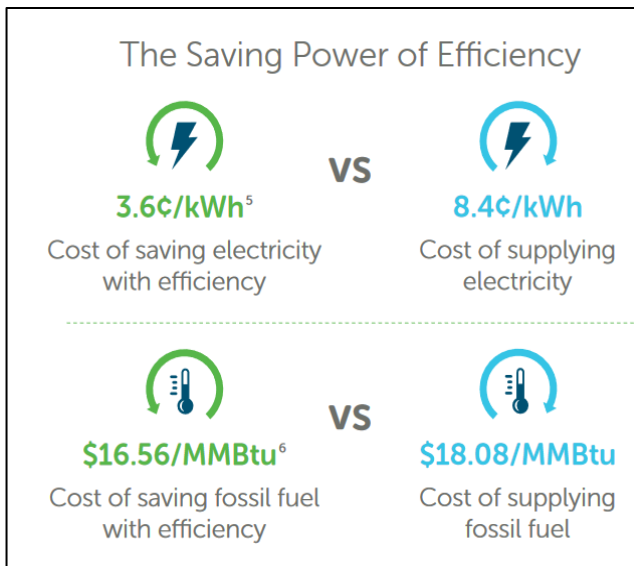 The Saving Power of Efficiency
VS
3.6¢/kWh⁵
8.4¢/kWh
Cost of saving electricity
with efficiency
Cost of supplying
electricity
VS
$16.56/MMBtu⁶
$18.08/MMBtu
Cost of saving fossil fuel
with efficiency
Cost of supplying
fossil fuel